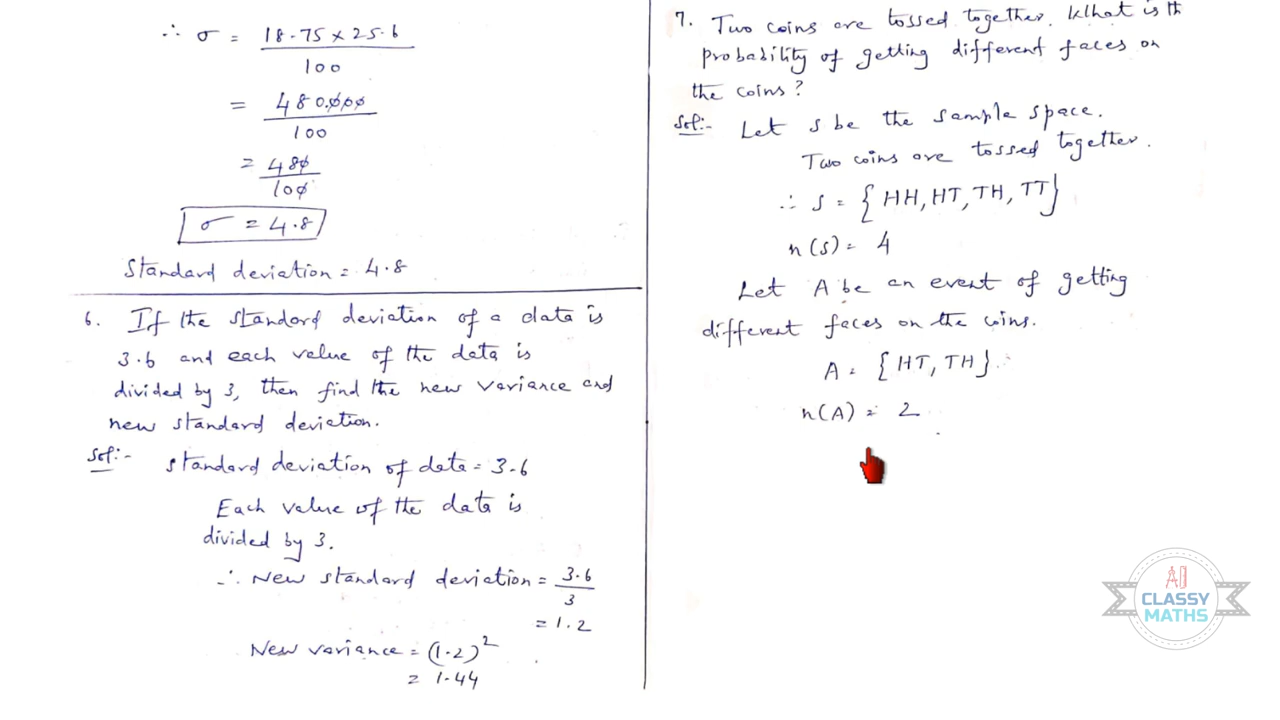 ∴ σ = 18.75 × 25.6 / 100
= 480.000 / 100
= 480 / 100
σ = 4.8
Standard deviation = 4.8
6. If the standard deviation of a data is
3.6 and each value of the data is
divided by 3, then find the new variance and
new standard deviation.
Sol:- Standard deviation of data = 3.6
Each value of the data is
divided by 3.
∴ New standard deviation = 3.6 / 3
= 1.2
New variance = (1.2)²
= 1.44
7. Two coins are tossed together. What is th
probability of getting different faces on
the coins?
Sol:- Let S be the sample space.
Two coins are tossed together.
∴ S = {HH, HT, TH, TT}
n(S) = 4
Let A be an event of getting
different faces on the coins.
A = {HT, TH}
n(A) = 2
CLASSY
MATHS